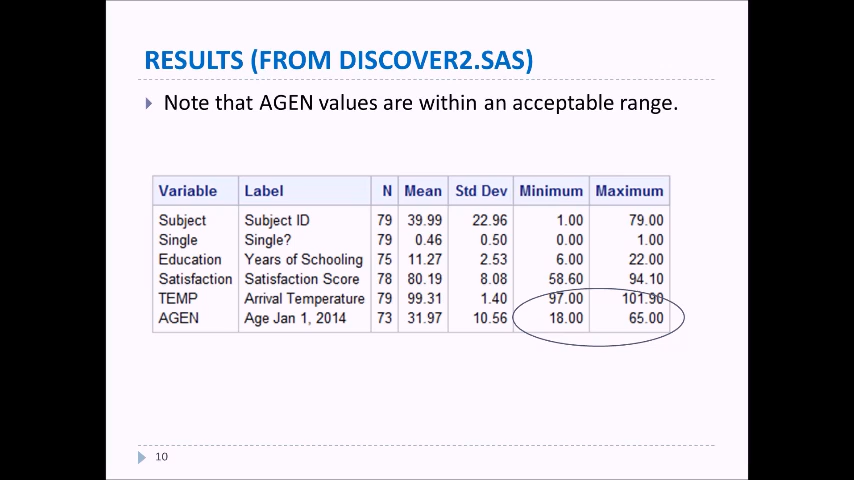 RESULTS (FROM DISCOVER2.SAS)
Note that AGEN values are within an acceptable range.
Variable Label N Mean Std Dev Minimum Maximum
Subject Subject ID 79 39.99 22.96 1.00 79.00
Single Single? 79 0.46 0.50 0.00 1.00
Education Years of Schooling 75 11.27 2.53 6.00 22.00
Satisfaction Satisfaction Score 78 80.19 8.08 58.60 94.10
TEMP Arrival Temperature 79 99.31 1.40 97.00 101.90
AGEN Age Jan 1, 2014 73 31.97 10.56 18.00 65.00
10